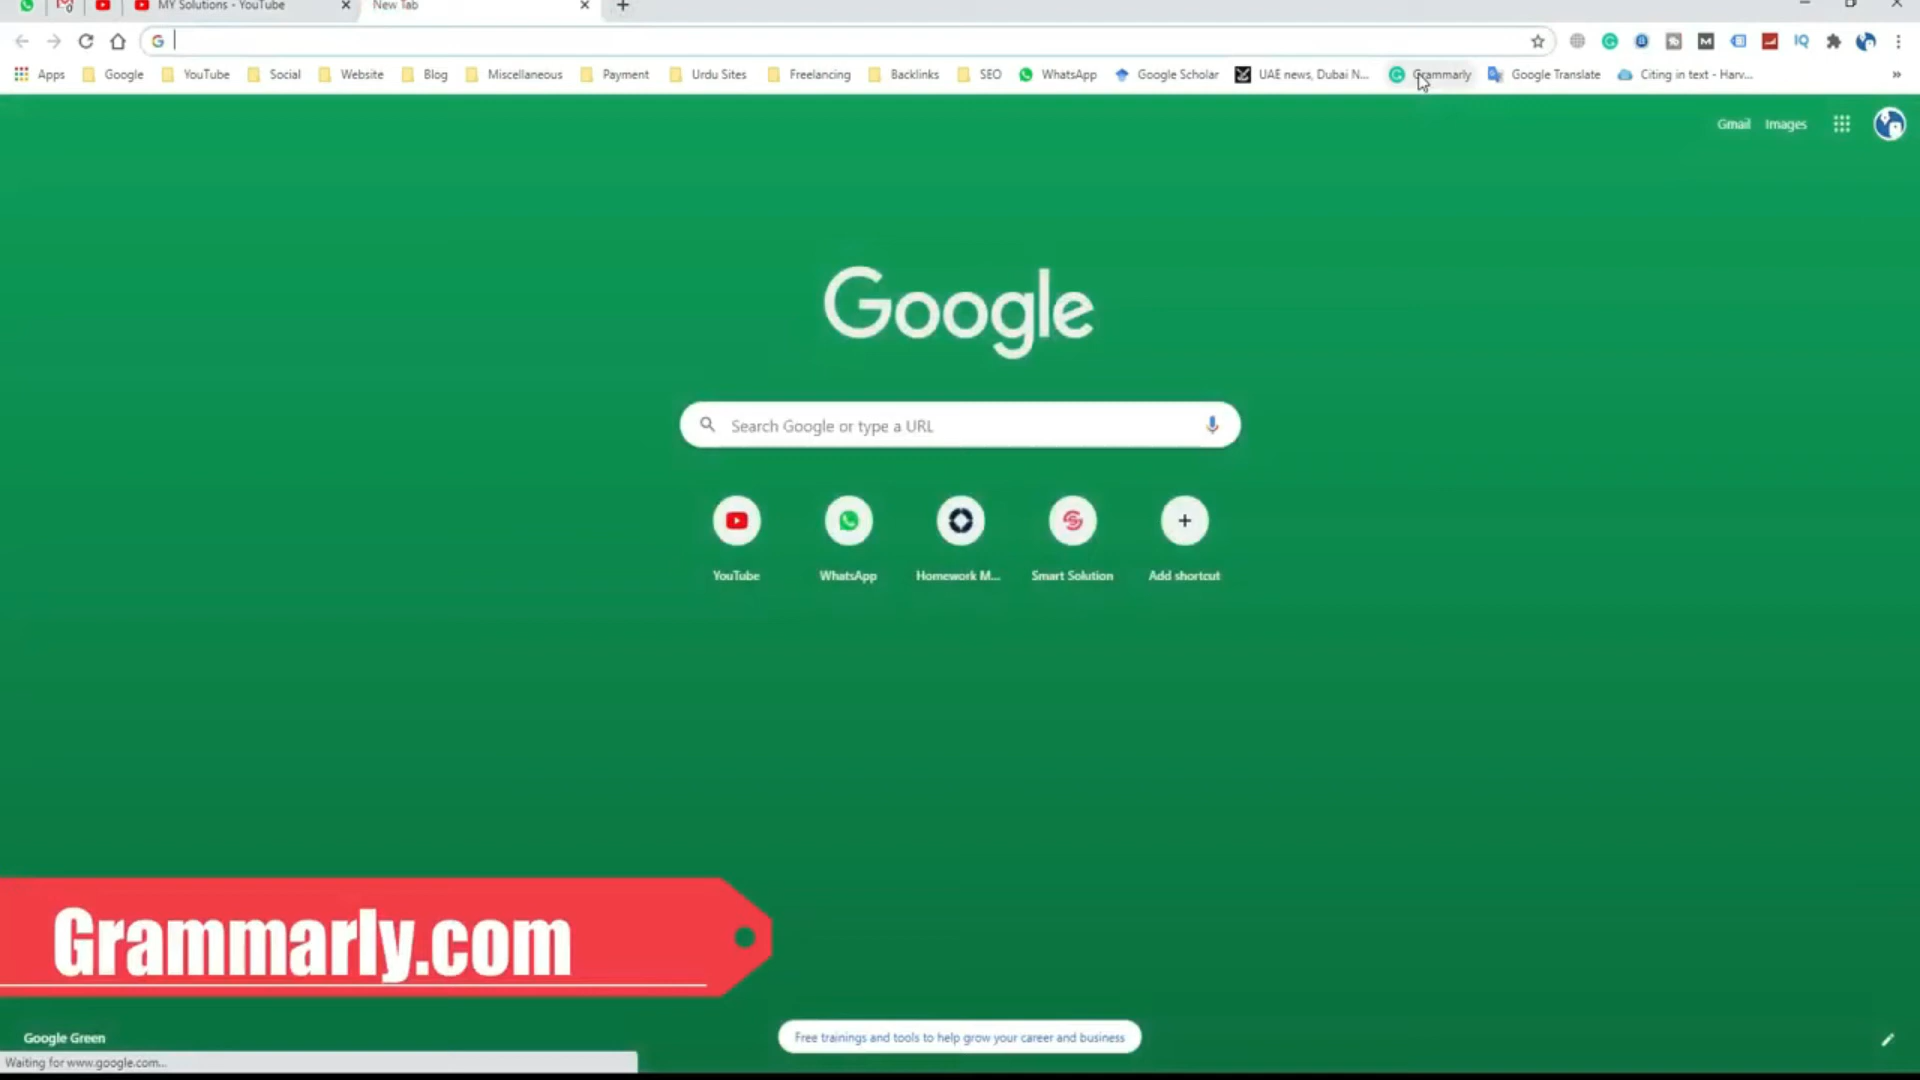 MY Solutions - YouTube
New Tab
Apps
Google
YouTube
Social
Website
Blog
Miscellaneous
Payment
Urdu Sites
Freelancing
Backlinks
SEO
WhatsApp
Google Scholar
UAE news, Dubai N...
Grammarly
Google Translate
Citing in text - Harv...
Gmail
Images
Google
Search Google or type a URL
YouTube
WhatsApp
Homework M...
Smart Solution
Add shortcut
Grammarly.com
Google Green
Free trainings and tools to help grow your career and business
Waiting for www.google.com...